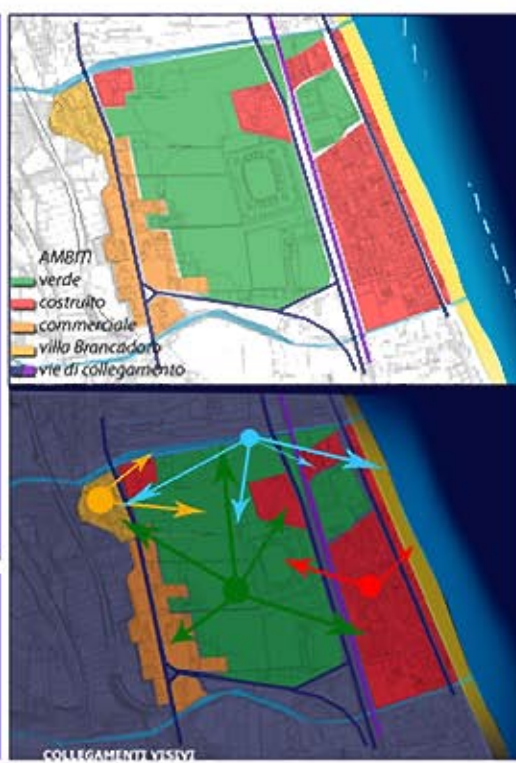 AMBITI
verde
costruito
commerciale
villa Brancadoro
vie di collegamento
COLLEGAMENTI VISIVI